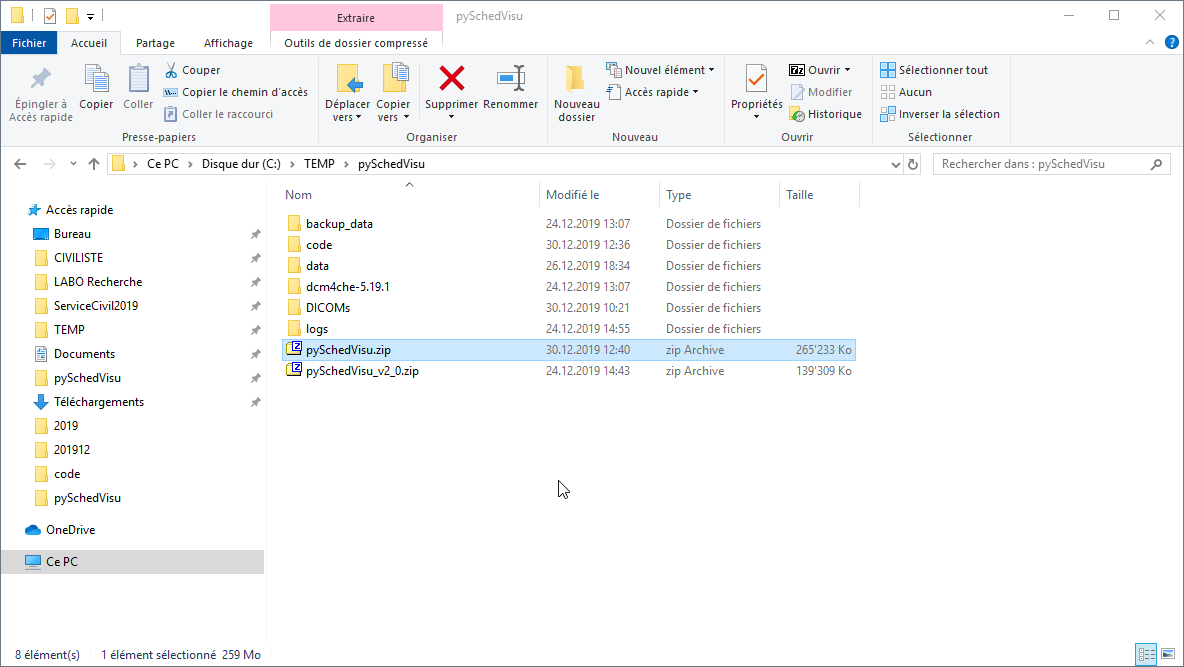 Extraire
pySchedVisu
Fichier Accueil Partage Affichage Outils de dossier compressé
Épingler à Accès rapide
Copier
Coller
Couper
Copier le chemin d'accès
Coller le raccourci
Presse-papiers
Déplacer vers
Copier vers
Supprimer
Renommer
Organiser
Nouveau dossier
Nouvel élément
Accès rapide
Nouveau
Propriétés
Ouvrir
Modifier
Historique
Ouvrir
Sélectionner tout
Aucun
Inverser la sélection
Sélectionner
Ce PC > Disque dur (C:) > TEMP > pySchedVisu
Rechercher dans : pySchedVisu
Accès rapide
Bureau
CIVILISTE
LABO Recherche
ServiceCivil2019
TEMP
Documents
pySchedVisu
Téléchargements
2019
201912
code
pySchedVisu
OneDrive
Ce PC
Nom Modifié le Type Taille
backup_data 24.12.2019 13:07 Dossier de fichiers
code 30.12.2019 12:36 Dossier de fichiers
data 26.12.2019 18:34 Dossier de fichiers
dcm4che-5.19.1 24.12.2019 13:07 Dossier de fichiers
DICOMs 30.12.2019 10:21 Dossier de fichiers
logs 24.12.2019 14:55 Dossier de fichiers
pySchedVisu.zip 30.12.2019 12:40 zip Archive 265'233 Ko
pySchedVisu_v2_0.zip 24.12.2019 14:43 zip Archive 139'309 Ko
8 élément(s) 1 élément sélectionné 259 Mo